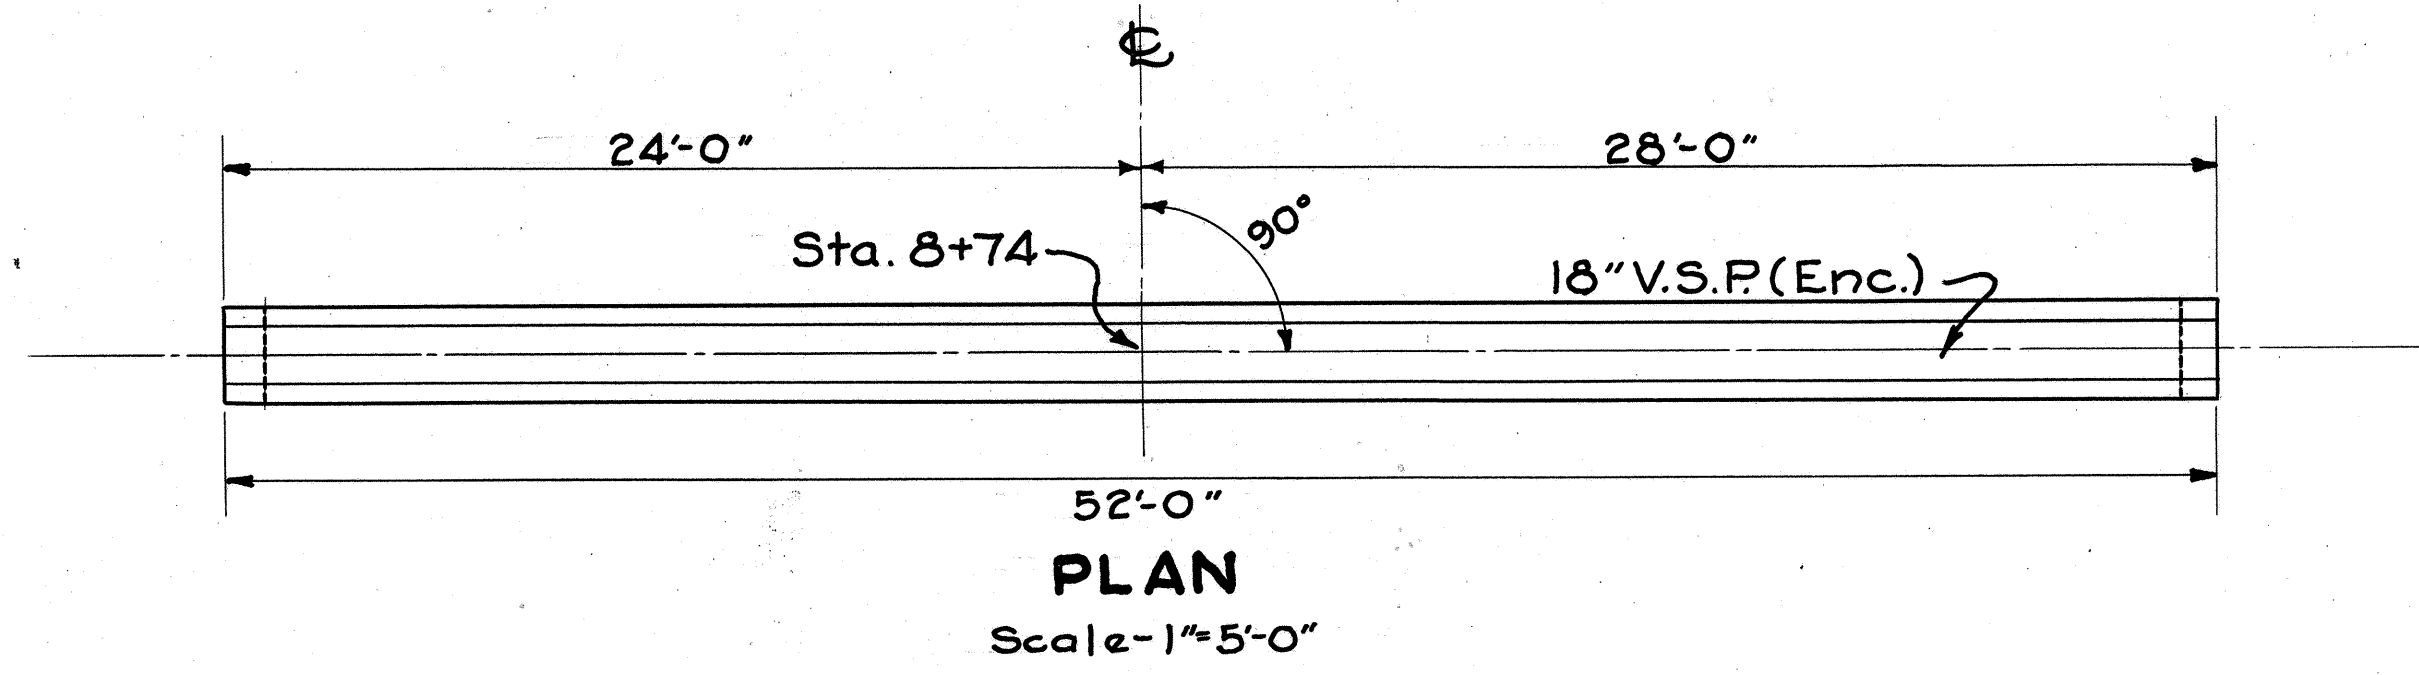 ℄
24'-0"
28'-0"
90°
Sta. 8+74
18" V.S.P. (Enc.)
52'-0"
PLAN
Scale-1"=5'-0"